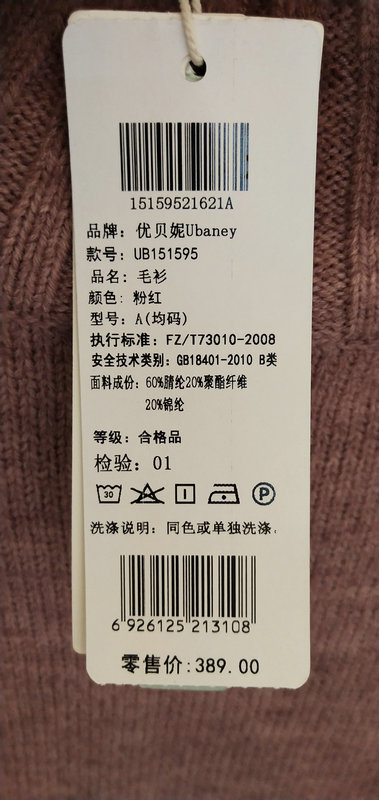 15159521621A
品牌：优贝妮Ubaney
款号：UB151595
品名：毛衫
颜色：粉红
型号：A(均码)
执行标准：FZ/T73010-2008
安全技术类别：GB18401-2010 B类
面料成份：60%腈纶20%聚酯纤维
20%锦纶
等级：合格品
检验：01
30
P
洗涤说明：同色或单独洗涤。
6 926125 213108
零售价:389.00